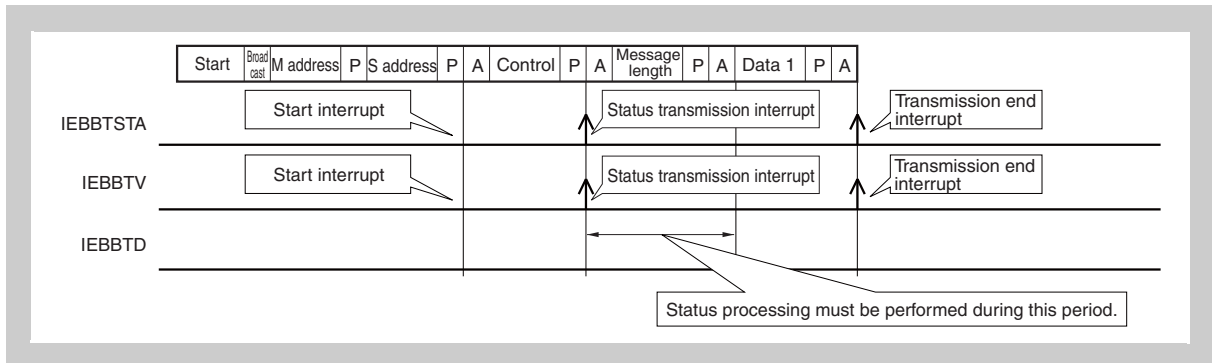 Start Broad cast M address P S address P A Control P A Message length P A Data 1 P A
IEBBTSTA
Start interrupt
Status transmission interrupt
Transmission end
interrupt
IEBBTV
Start interrupt
Status transmission interrupt
Transmission end
interrupt
IEBBTD
Status processing must be performed during this period.